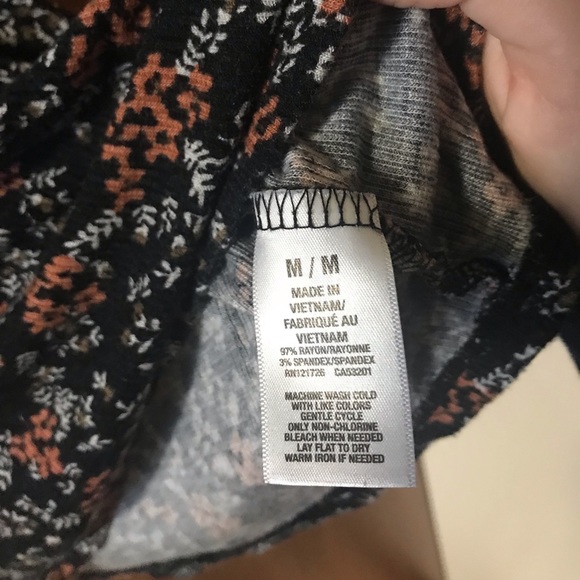 M / M
MADE IN
VIETNAM/
FABRIQUÉ AU
VIETNAM
97% RAYON/RAYONNE
3% SPANDEX/SPANDEX
RN121726 CA53201
MACHINE WASH COLD
WITH LIKE COLORS
GENTLE CYCLE
ONLY NON-CHLORINE
BLEACH WHEN NEEDED
LAY FLAT TO DRY
WARM IRON IF NEEDED